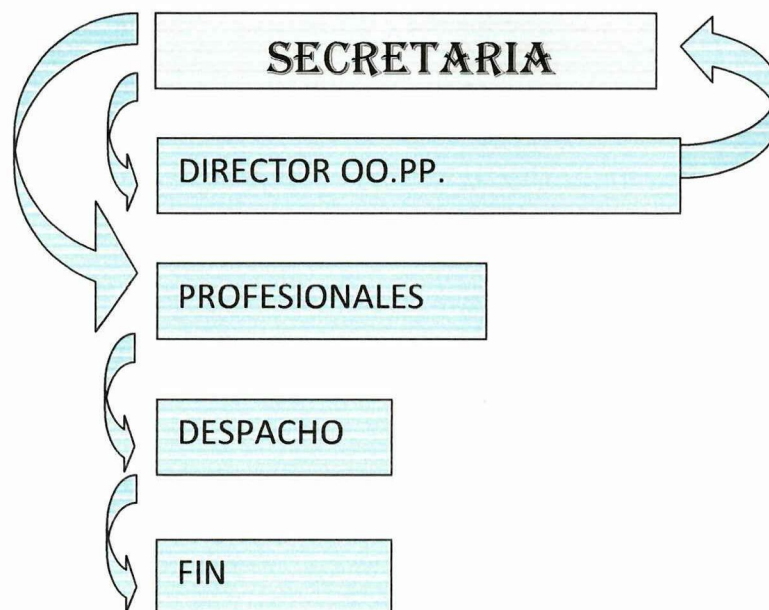 SECRETARIA
DIRECTOR OO.PP.
PROFESIONALES
DESPACHO
FIN